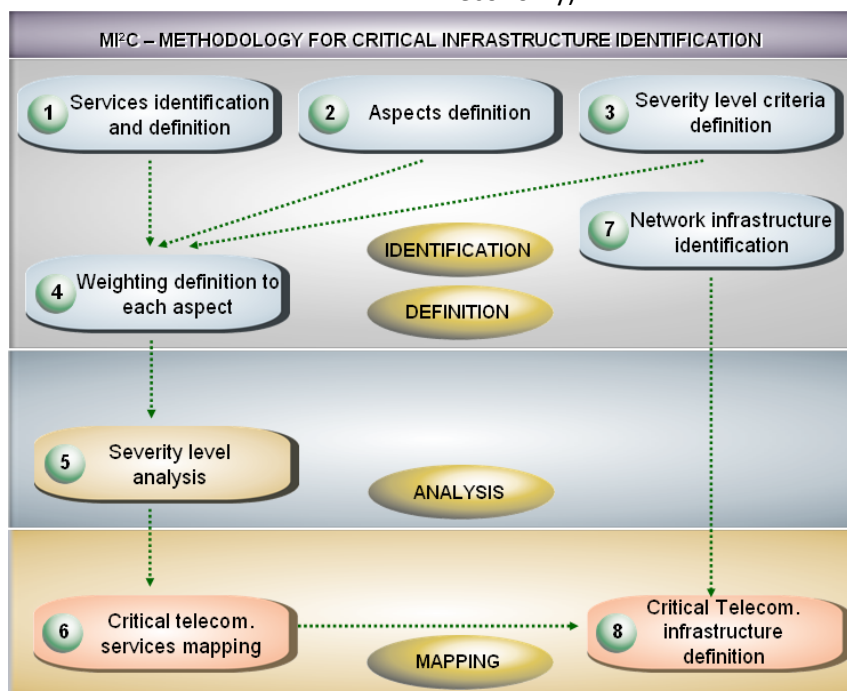 MI²C – METHODOLOGY FOR CRITICAL INFRASTRUCTURE IDENTIFICATION
1
Services identification
and definition
2
Aspects definition
3
Severity level criteria
definition
7
Network infrastructure
identification
IDENTIFICATION
4
Weighting definition to
each aspect
DEFINITION
5
Severity level
analysis
ANALYSIS
6
Critical telecom.
services mapping
8
Critical Telecom.
infrastructure
definition
MAPPING